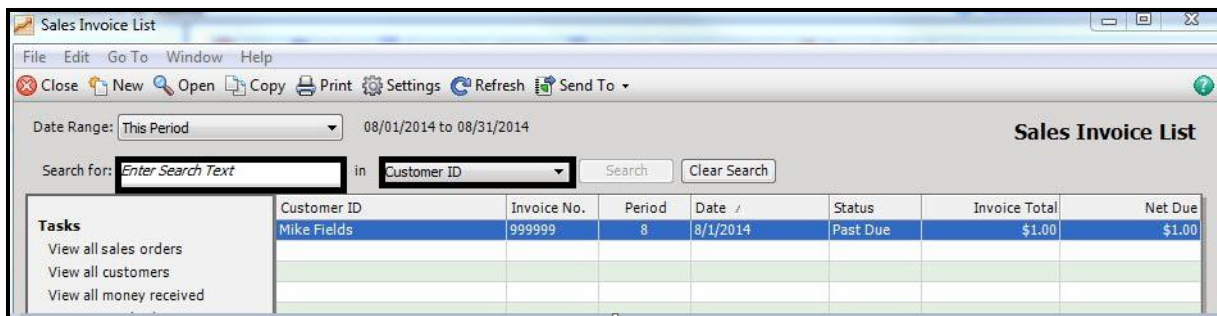 Sales Invoice List
File Edit Go To Window Help
Close New Open Copy Print Settings Refresh Send To
Date Range: This Period 08/01/2014 to 08/31/2014 Sales Invoice List
Search for: Enter Search Text in Customer ID Search Clear Search
Customer ID Invoice No. Period Date Status Invoice Total Net Due
Tasks Mike Fields 999999 8 8/1/2014 Past Due $1.00 $1.00
View all sales orders
View all customers
View all money received